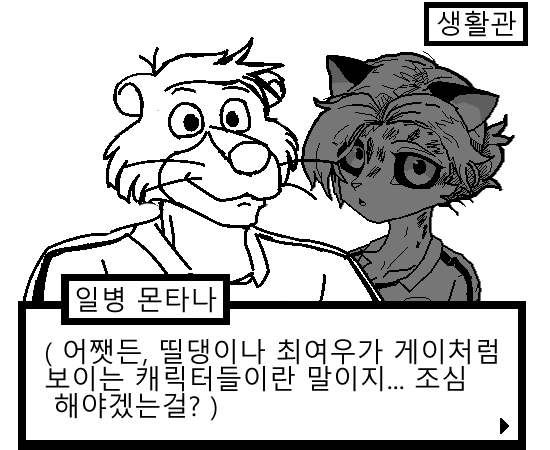 생활관
일병 몬타나
( 어쨋든, 띨댕이나 최여우가 게이처럼
보이는 캐릭터들이란 말이지... 조심
해야겠는걸? )